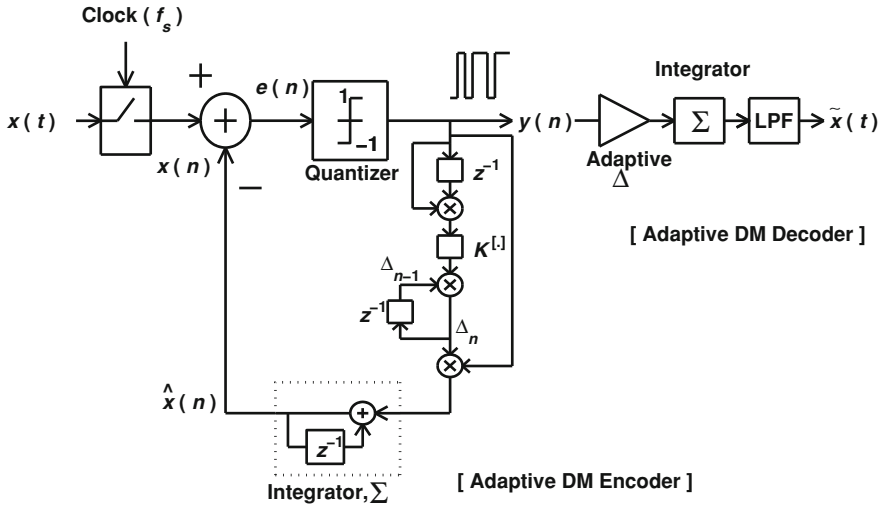 Clock ( f_s )
x ( t )
+
+
e ( n )
x ( n )
−
1
−1
Quantizer
y ( n )
Adaptive
Δ
Integrator
Σ
LPF
x̃ ( t )
[ Adaptive DM Decoder ]
z⁻¹
×
K^[.]
Δ_{n−1}
×
z⁻¹
Δ_n
×
x̂ ( n )
+
z⁻¹
Integrator, Σ
[ Adaptive DM Encoder ]